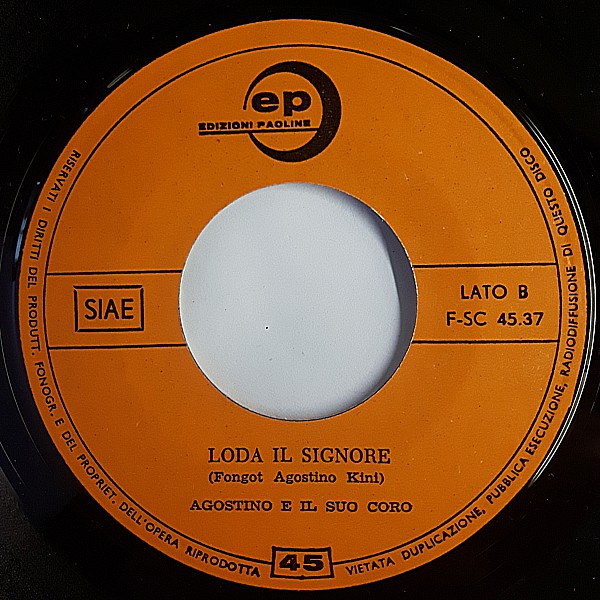 ep
EDIZIONI PAOLINE
RISERVATI I DIRITTI DEL PRODUTT. FONOGR. E DEL PROPRIET. DELL'OPERA RIPRODOTTA
VIETATA DUPLICAZIONE, PUBBLICA ESECUZIONE, RADIODIFFUSIONE DI QUESTO DISCO
SIAE
LATO B
F-SC 45.37
LODA IL SIGNORE
(Fongot Agostino Kini)
AGOSTINO E IL SUO CORO
45